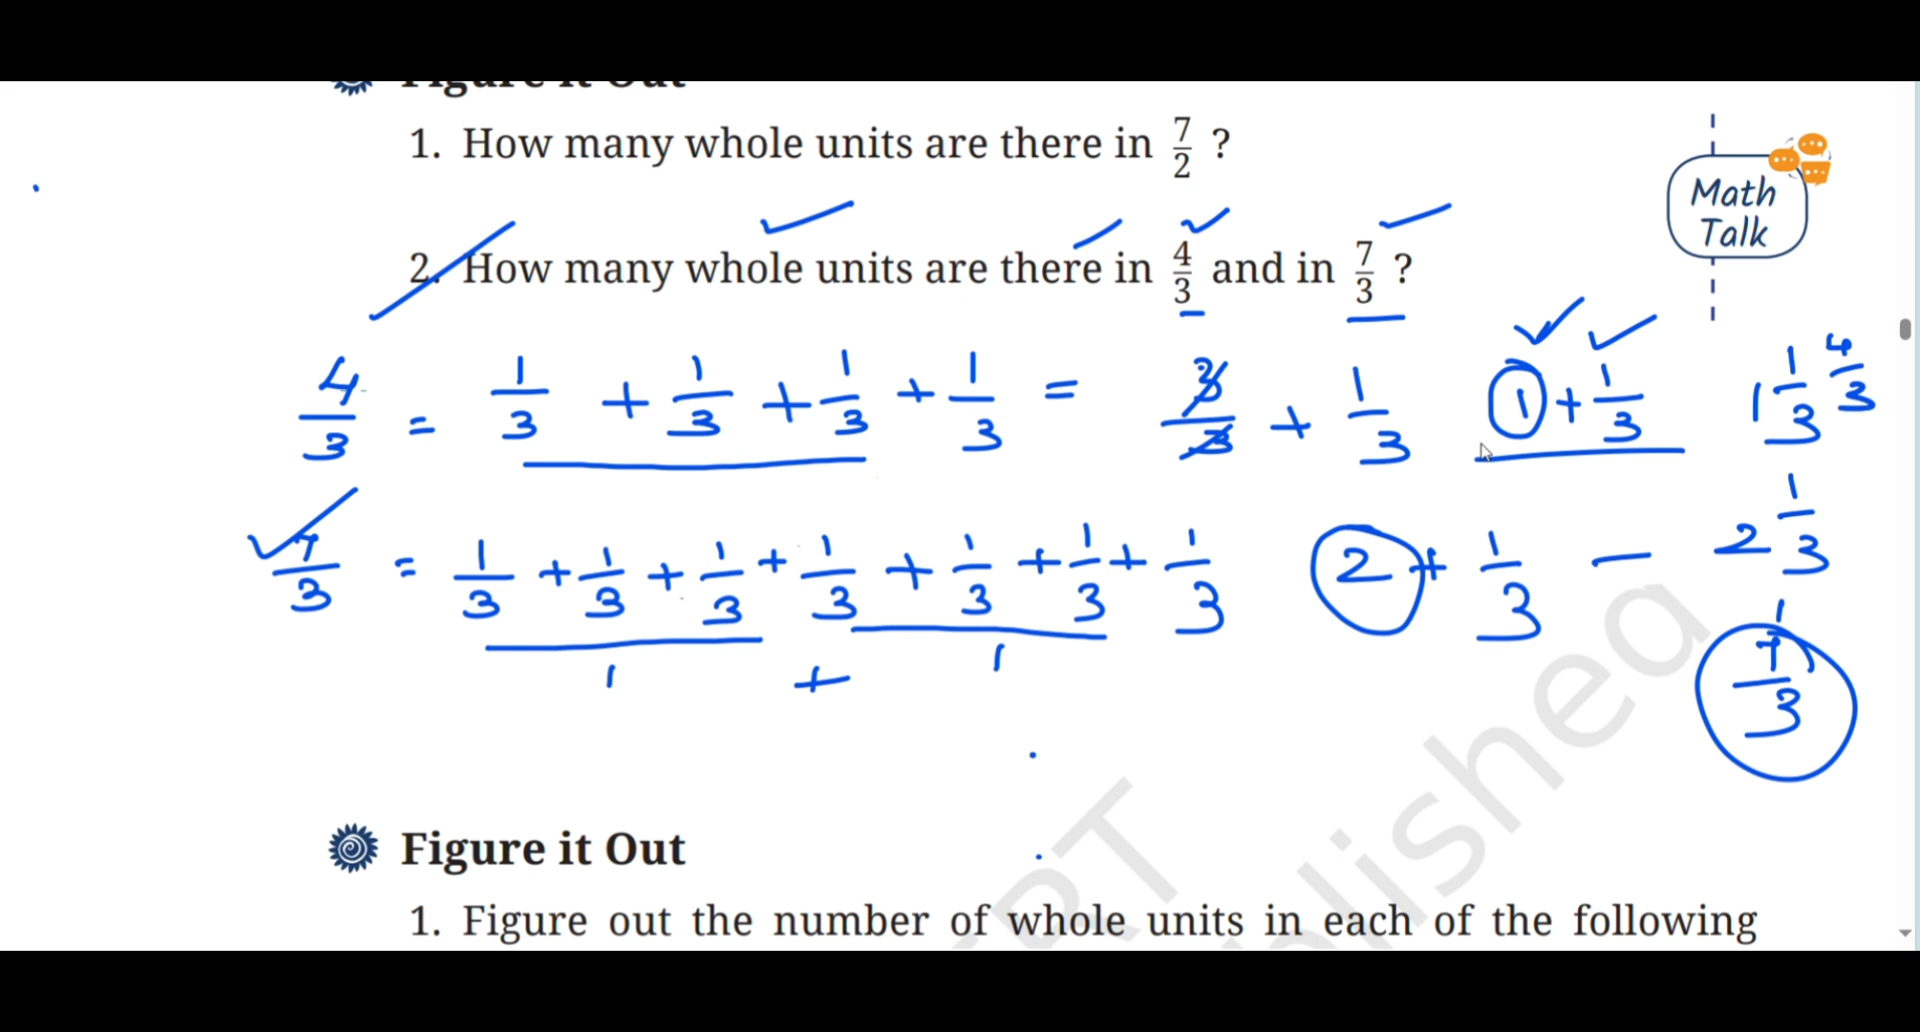 Figure it Out
1. How many whole units are there in 7/2 ?
Math
Talk
2. How many whole units are there in 4/3 and in 7/3 ?
4/3 = 1/3 + 1/3 + 1/3 + 1/3 = 3/3 + 1/3 1 + 1/3 1 1/3 4/3
7/3 = 1/3 + 1/3 + 1/3 + 1/3 + 1/3 + 1/3 + 1/3 2 + 1/3 — 2 1/3
1 + 1
7/3
Figure it Out
1. Figure out the number of whole units in each of the following